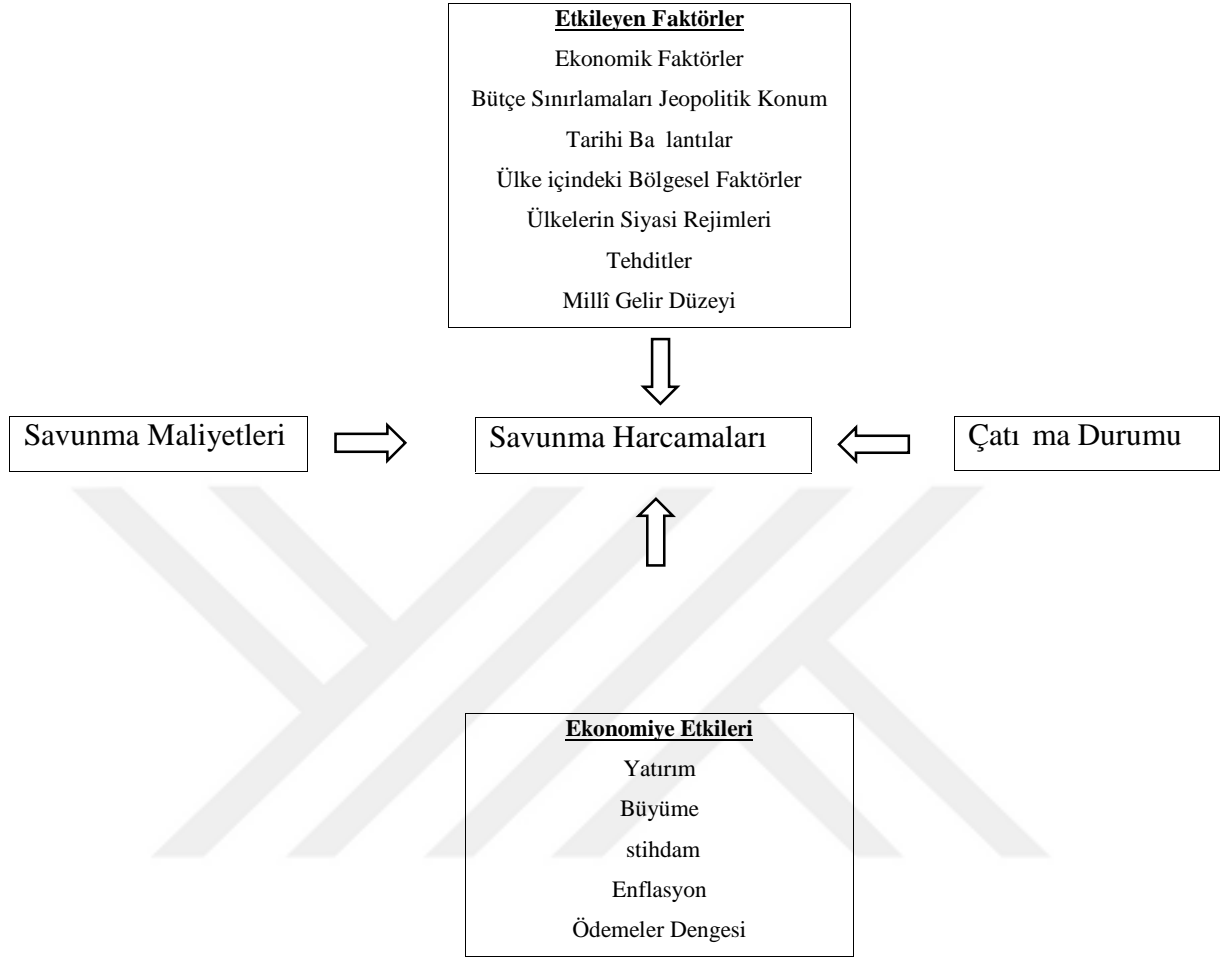 Etkileyen Faktörler
Ekonomik Faktörler
Bütçe Sınırlamaları Jeopolitik Konum
Tarihi Ba lantılar
Ülke içindeki Bölgesel Faktörler
Ülkelerin Siyasi Rejimleri
Tehditler
Millî Gelir Düzeyi
Savunma Maliyetleri
Savunma Harcamaları
Çatı ma Durumu
Ekonomiye Etkileri
Yatırım
Büyüme
stihdam
Enflasyon
Ödemeler Dengesi